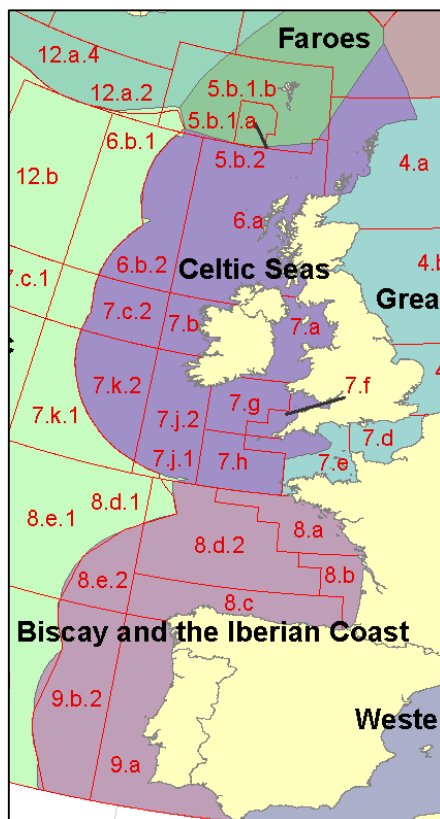 Faroes
12.a.4
12.a.2
5.b.1.b
5.b.1.a
6.b.1
5.b.2
4.a
12.b
6.a
6.b.2
Celtic Seas
4.b
7.c.1
7.c.2
7.b
7.a
Grea
7.k.2
7.f
7.g
7.k.1
7.j.2
7.d
7.j.1
7.h
7.e
8.d.1
8.e.1
8.a
8.d.2
8.e.2
8.b
8.c
Biscay and the Iberian Coast
9.b.2
Weste
9.a